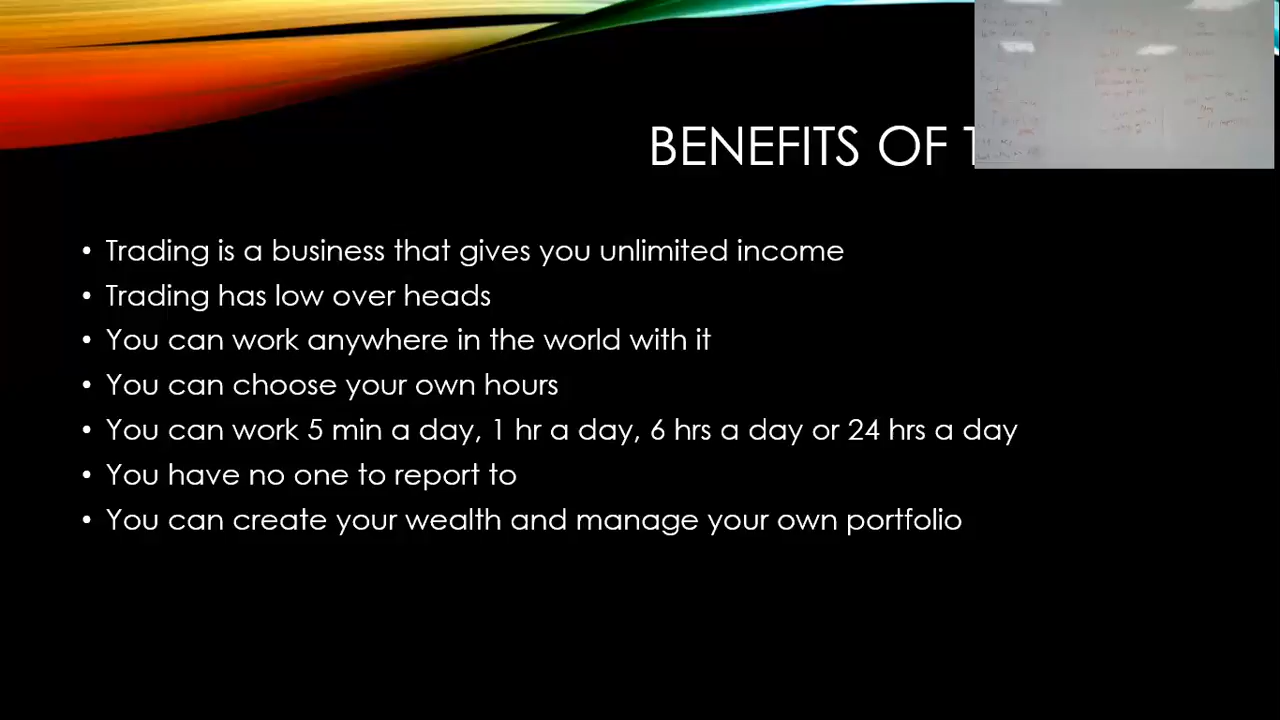 BENEFITS OF
• Trading is a business that gives you unlimited income
• Trading has low over heads
• You can work anywhere in the world with it
• You can choose your own hours
• You can work 5 min a day, 1 hr a day, 6 hrs a day or 24 hrs a day
• You have no one to report to
• You can create your wealth and manage your own portfolio